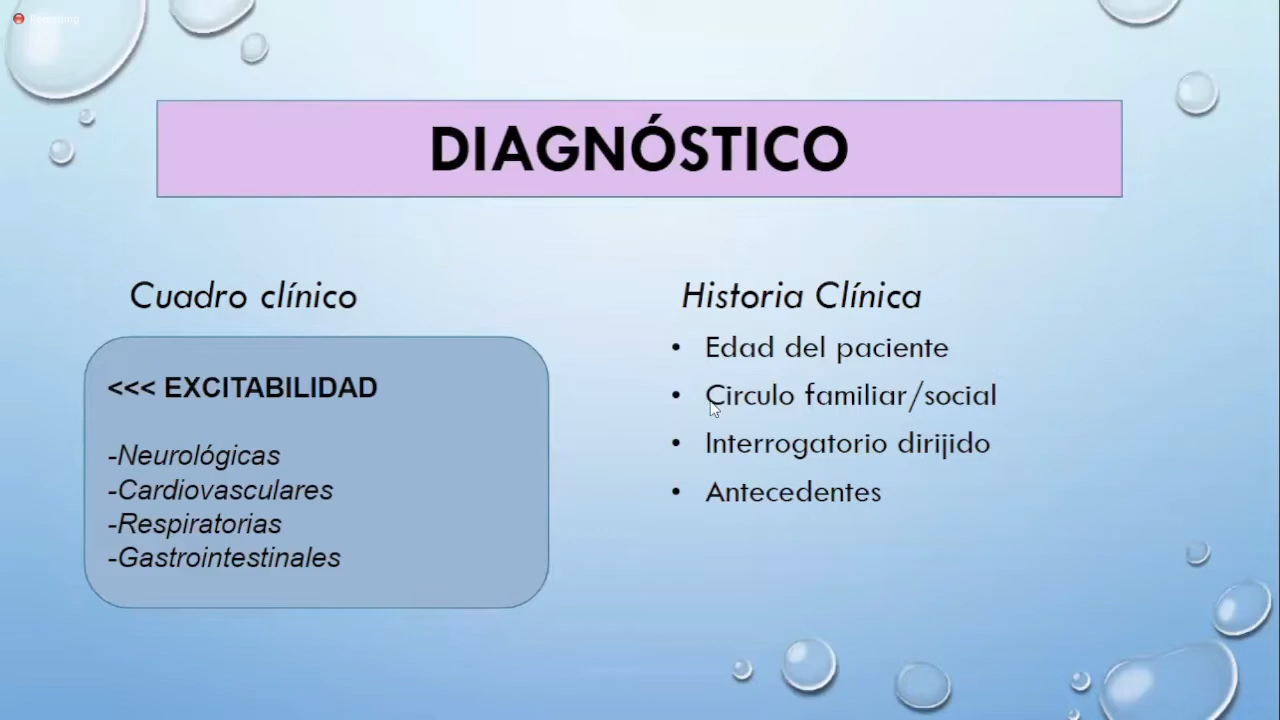 Recording
DIAGNÓSTICO
Cuadro clínico
<<< EXCITABILIDAD
-Neurológicas
-Cardiovasculares
-Respiratorias
-Gastrointestinales
Historia Clínica
• Edad del paciente
• Circulo familiar/social
• Interrogatorio dirijido
• Antecedentes